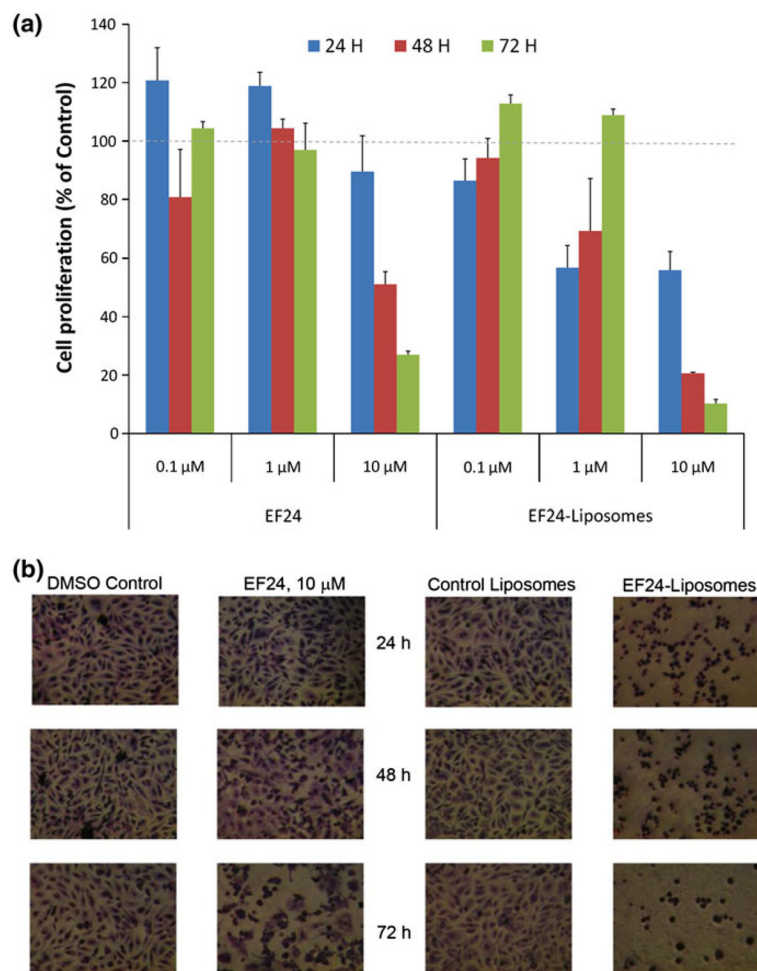 (a)
140
120
100
80
60
40
20
0
Cell proliferation (% of Control)
24 H 48 H 72 H
0.1 µM 1 µM 10 µM 0.1 µM 1 µM 10 µM
EF24 EF24-Liposomes
(b)
DMSO Control EF24, 10 µM Control Liposomes EF24-Liposomes
24 h
48 h
72 h